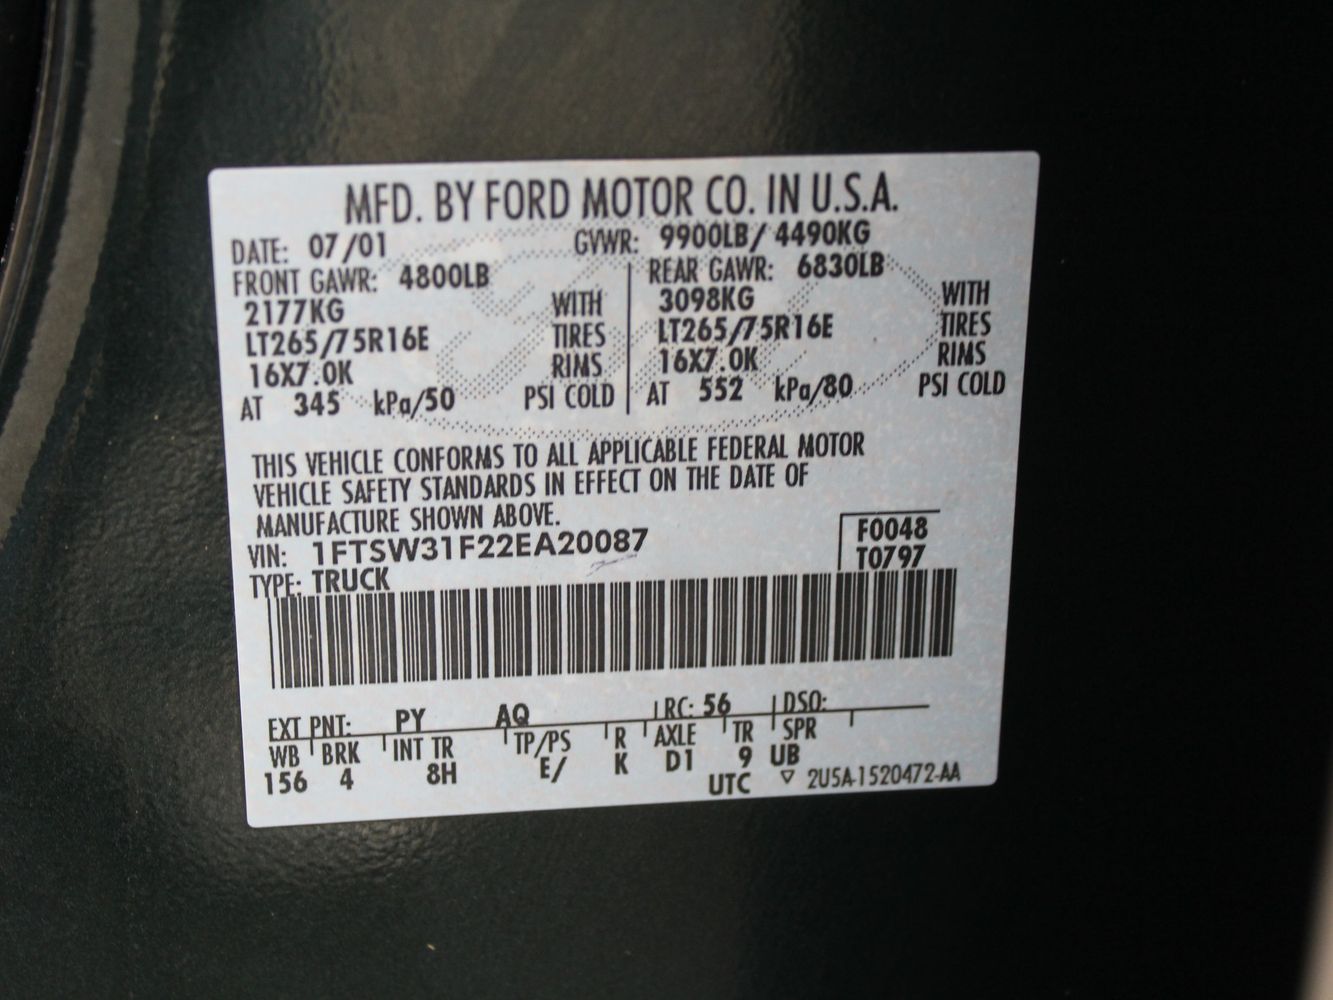 MFD. BY FORD MOTOR CO. IN U.S.A.
DATE: 07/01 GVWR: 9900LB/ 4490KG
FRONT GAWR: 4800LB REAR GAWR: 6830LB
2177KG WITH 3098KG WITH
LT265/75R16E TIRES LT265/75R16E TIRES
16X7.0K RIMS 16X7.0K RIMS
AT 345 kPa/50 PSI COLD AT 552 kPa/80 PSI COLD
THIS VEHICLE CONFORMS TO ALL APPLICABLE FEDERAL MOTOR
VEHICLE SAFETY STANDARDS IN EFFECT ON THE DATE OF
MANUFACTURE SHOWN ABOVE.
VIN: 1FTSW31F22EA20087 F0048
TYPE: TRUCK T0797
EXT PNT: PY AQ RC: 56 DSO:
WB BRK INT TR TP/PS R AXLE TR SPR
156 4 8H E/ K D1 9 UB
UTC ▽ 2U5A-1520472-AA